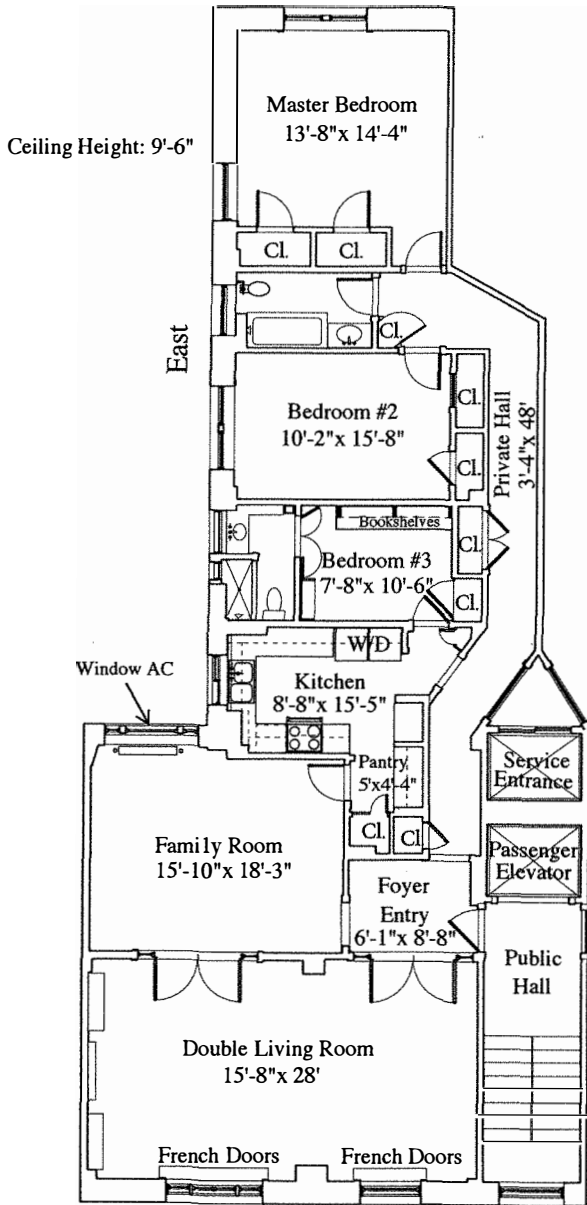 Master Bedroom
13'-8"x 14'-4"
Ceiling Height: 9'-6"
Cl.
Cl.
Cl.
East
Bedroom #2
10'-2"x 15'-8"
Cl.
Cl.
Private Hall
3'-4"x 48'
Bookshelves
Cl.
Bedroom #3
7'-8"x 10'-6"
Cl.
W/D
Window AC
Kitchen
8'-8"x 15'-5"
Pantry
5'x4'-4"
Service
Entrance
Cl.
Cl.
Family Room
15'-10"x 18'-3"
Passenger
Elevator
Foyer
Entry
6'-1"x 8'-8"
Public
Hall
Double Living Room
15'-8"x 28'
French Doors
French Doors